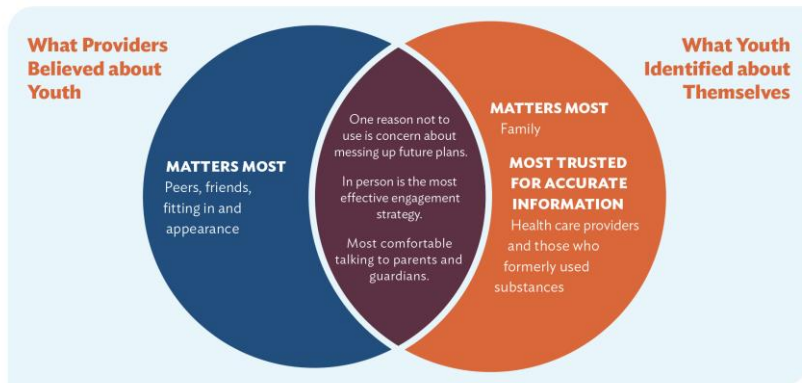 What Providers
Believed about
Youth
What Youth
Identified about
Themselves
MATTERS MOST
Peers, friends,
fitting in and
appearance
One reason not to
use is concern about
messing up future plans.
In person is the most
effective engagement
strategy.
Most comfortable
talking to parents and
guardians.
MATTERS MOST
Family
MOST TRUSTED
FOR ACCURATE
INFORMATION
Health care providers
and those who
formerly used
substances